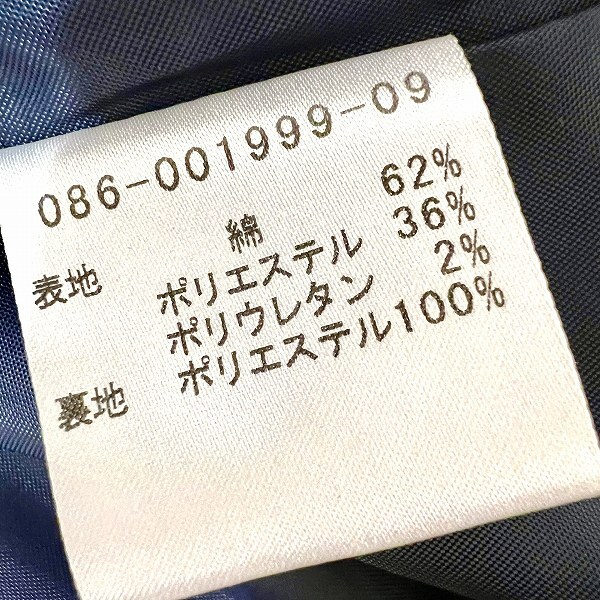 086-001999-09
表地 綿 62%
ポリエステル 36%
ポリウレタン 2%
裏地 ポリエステル100%